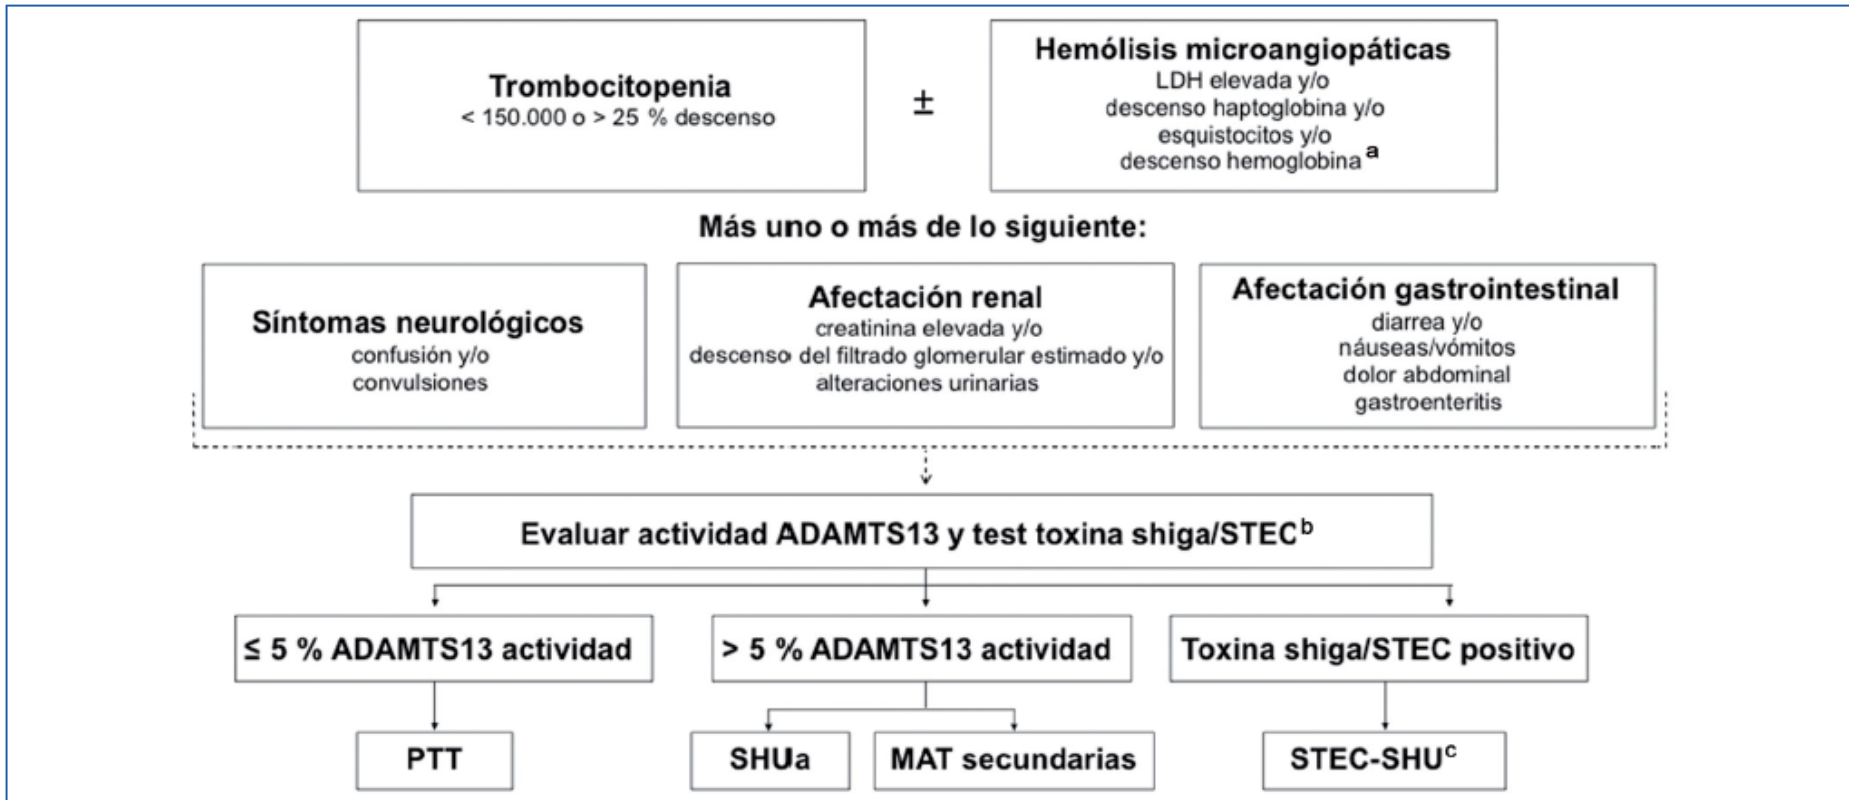 Trombocitopenia
< 150.000 o > 25 % descenso
±
Hemólisis microangiopáticas
LDH elevada y/o
descenso haptoglobina y/o
esquistocitos y/o
descenso hemoglobina a
Más uno o más de lo siguiente:
Síntomas neurológicos
confusión y/o
convulsiones
Afectación renal
creatinina elevada y/o
descenso del filtrado glomerular estimado y/o
alteraciones urinarias
Afectación gastrointestinal
diarrea y/o
náuseas/vómitos
dolor abdominal
gastroenteritis
Evaluar actividad ADAMTS13 y test toxina shiga/STECb
≤ 5 % ADAMTS13 actividad
> 5 % ADAMTS13 actividad
Toxina shiga/STEC positivo
PTT
SHUa
MAT secundarias
STEC-SHUc